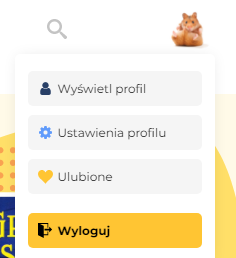 Wyświetl profil
Ustawienia profilu
Ulubione
Wyloguj